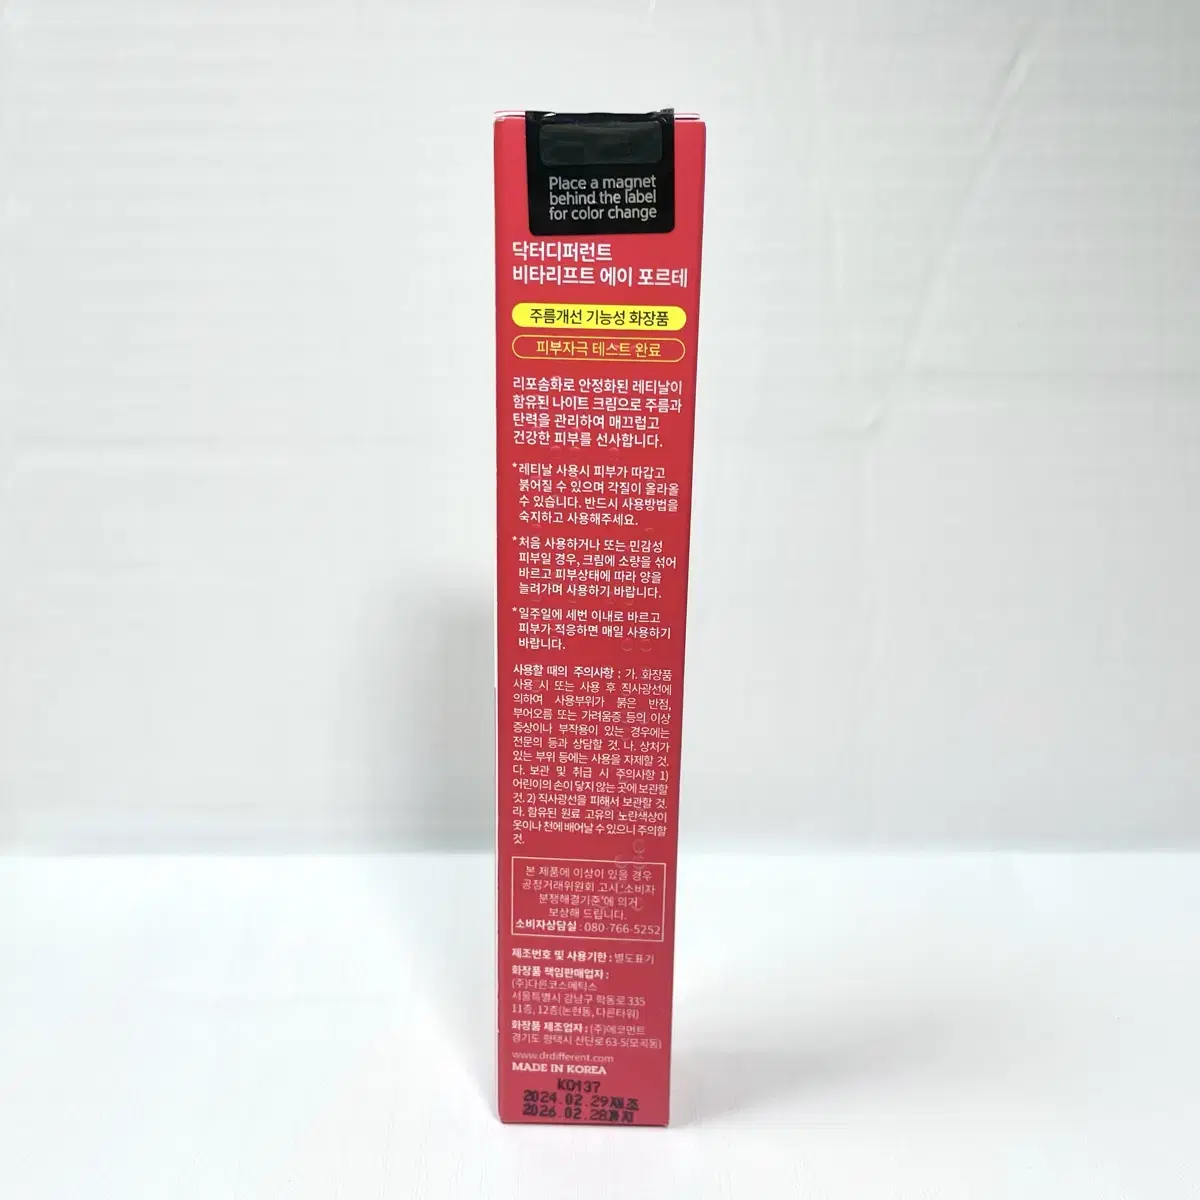 Place a magnet
behind the label
for color change
닥터디퍼런트
비타리프트 에이 포르테
주름개선 기능성 화장품
피부자극 테스트 완료
리포솜화로 안정화된 레티날이
함유된 나이트 크림으로 주름과
탄력을 관리하여 매끄럽고
건강한 피부를 선사합니다.
*레티날 사용시 피부가 따갑고
붉어질 수 있으며 각질이 올라올
수 있습니다. 반드시 사용방법을
숙지하고 사용해주세요.
*처음 사용하거나 또는 민감성
피부일 경우, 크림에 소량을 섞어
바르고 피부상태에 따라 양을
늘려가며 사용하기 바랍니다.
*일주일에 세번 이내로 바르고
피부가 적응하면 매일 사용하기
바랍니다.
사용할 때의 주의사항 : 가. 화장품
사용 시 또는 사용 후 직사광선에
의하여 사용부위가 붉은 반점,
부어오름 또는 가려움증 등의 이상
증상이나 부작용이 있는 경우에는
전문의 등과 상담할 것. 나. 상처가
있는 부위 등에는 사용을 자제할 것.
다. 보관 및 취급 시 주의사항 1)
어린이의 손이 닿지 않는 곳에 보관할
것. 2) 직사광선을 피해서 보관할 것.
라. 함유된 원료 고유의 노란색상이
옷이나 천에 배어날 수 있으니 주의할
것.
본 제품에 이상이 있을 경우
공정거래위원회 고시 '소비자
분쟁해결기준'에 의거
보상해 드립니다.
소비자상담실 : 080-766-5252
제조번호 및 사용기한 : 별도표기
화장품 책임판매업자 :
(주)다른코스메틱스
서울특별시 강남구 학동로 335
11층, 12층(논현동, 다른타워)
화장품 제조업자 : (주)에코먼트
경기도 평택시 산단로 63-5(모곡동)
www.drdifferent.com
MADE IN KOREA
KO137
2024.02.29제조
2026.02.28까지